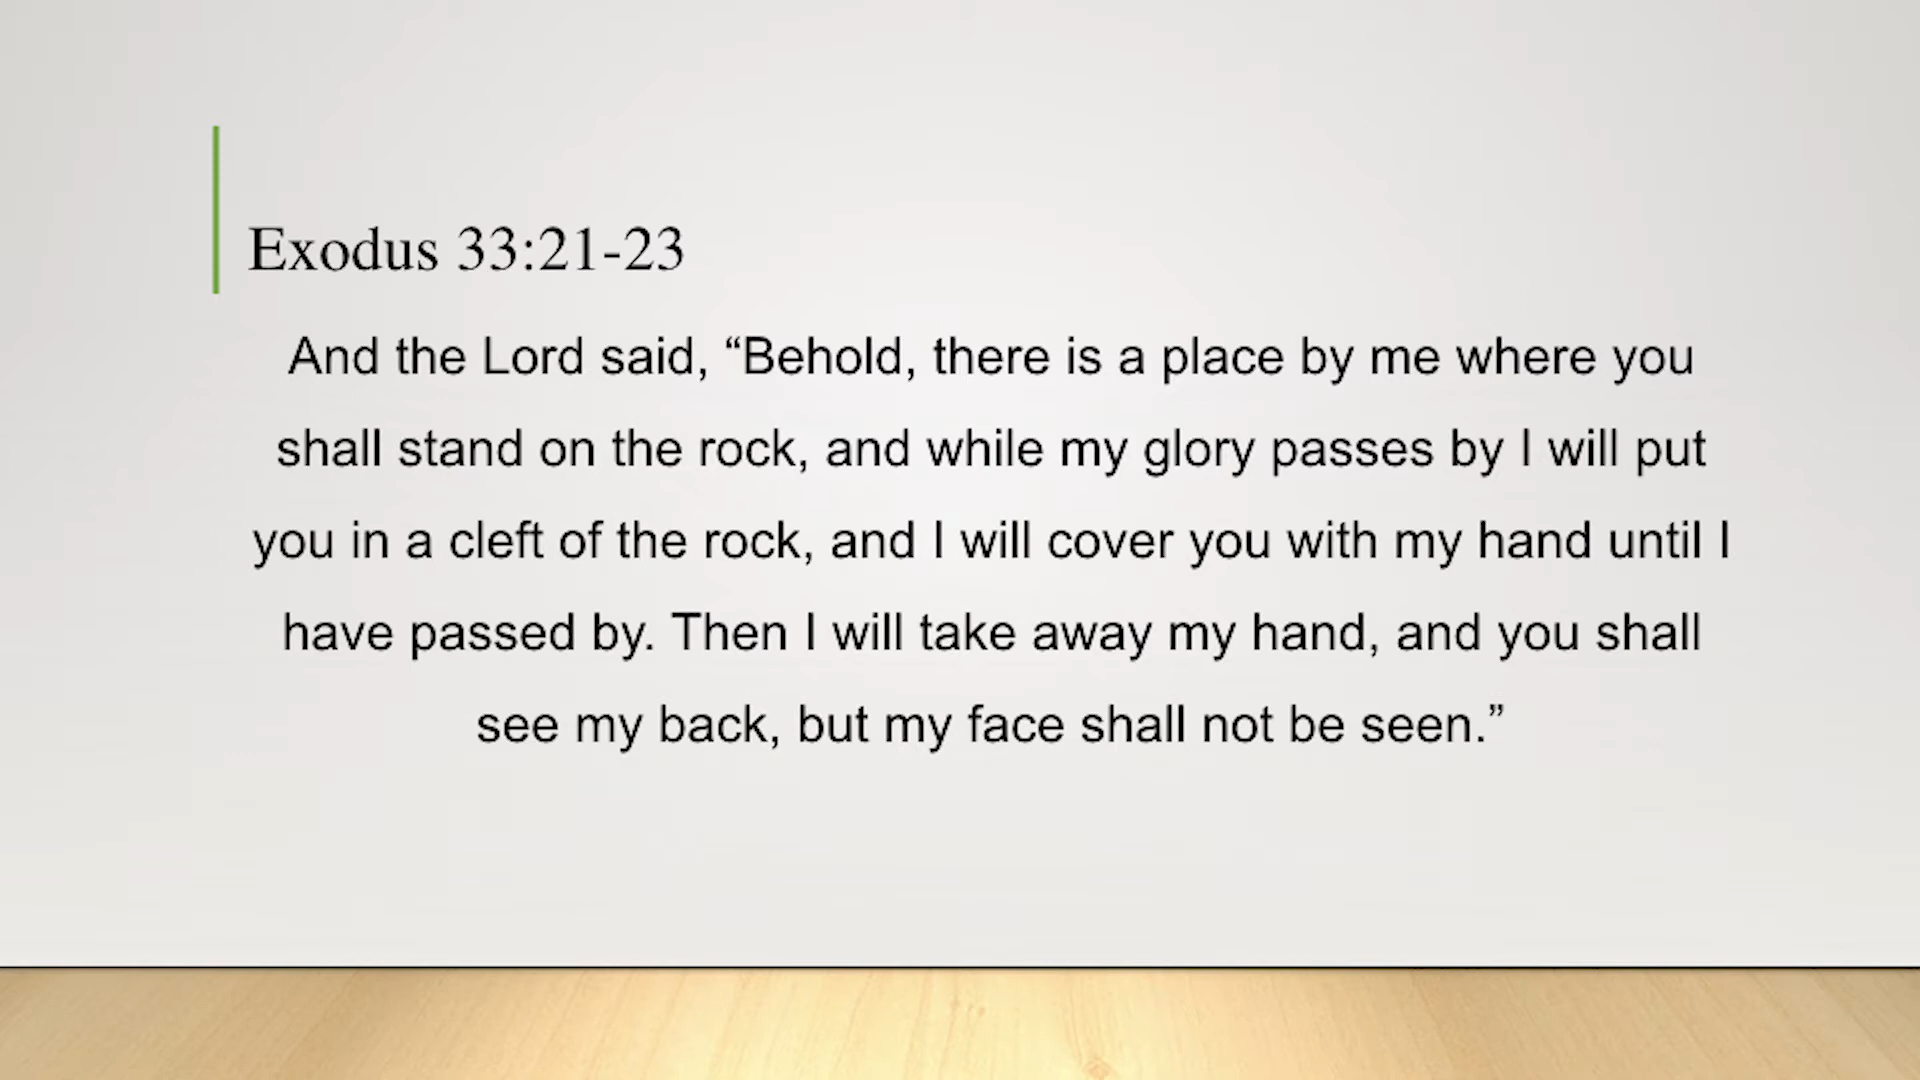 Exodus 33:21-23
And the Lord said, “Behold, there is a place by me where you
shall stand on the rock, and while my glory passes by I will put
you in a cleft of the rock, and I will cover you with my hand until I
have passed by. Then I will take away my hand, and you shall
see my back, but my face shall not be seen.”